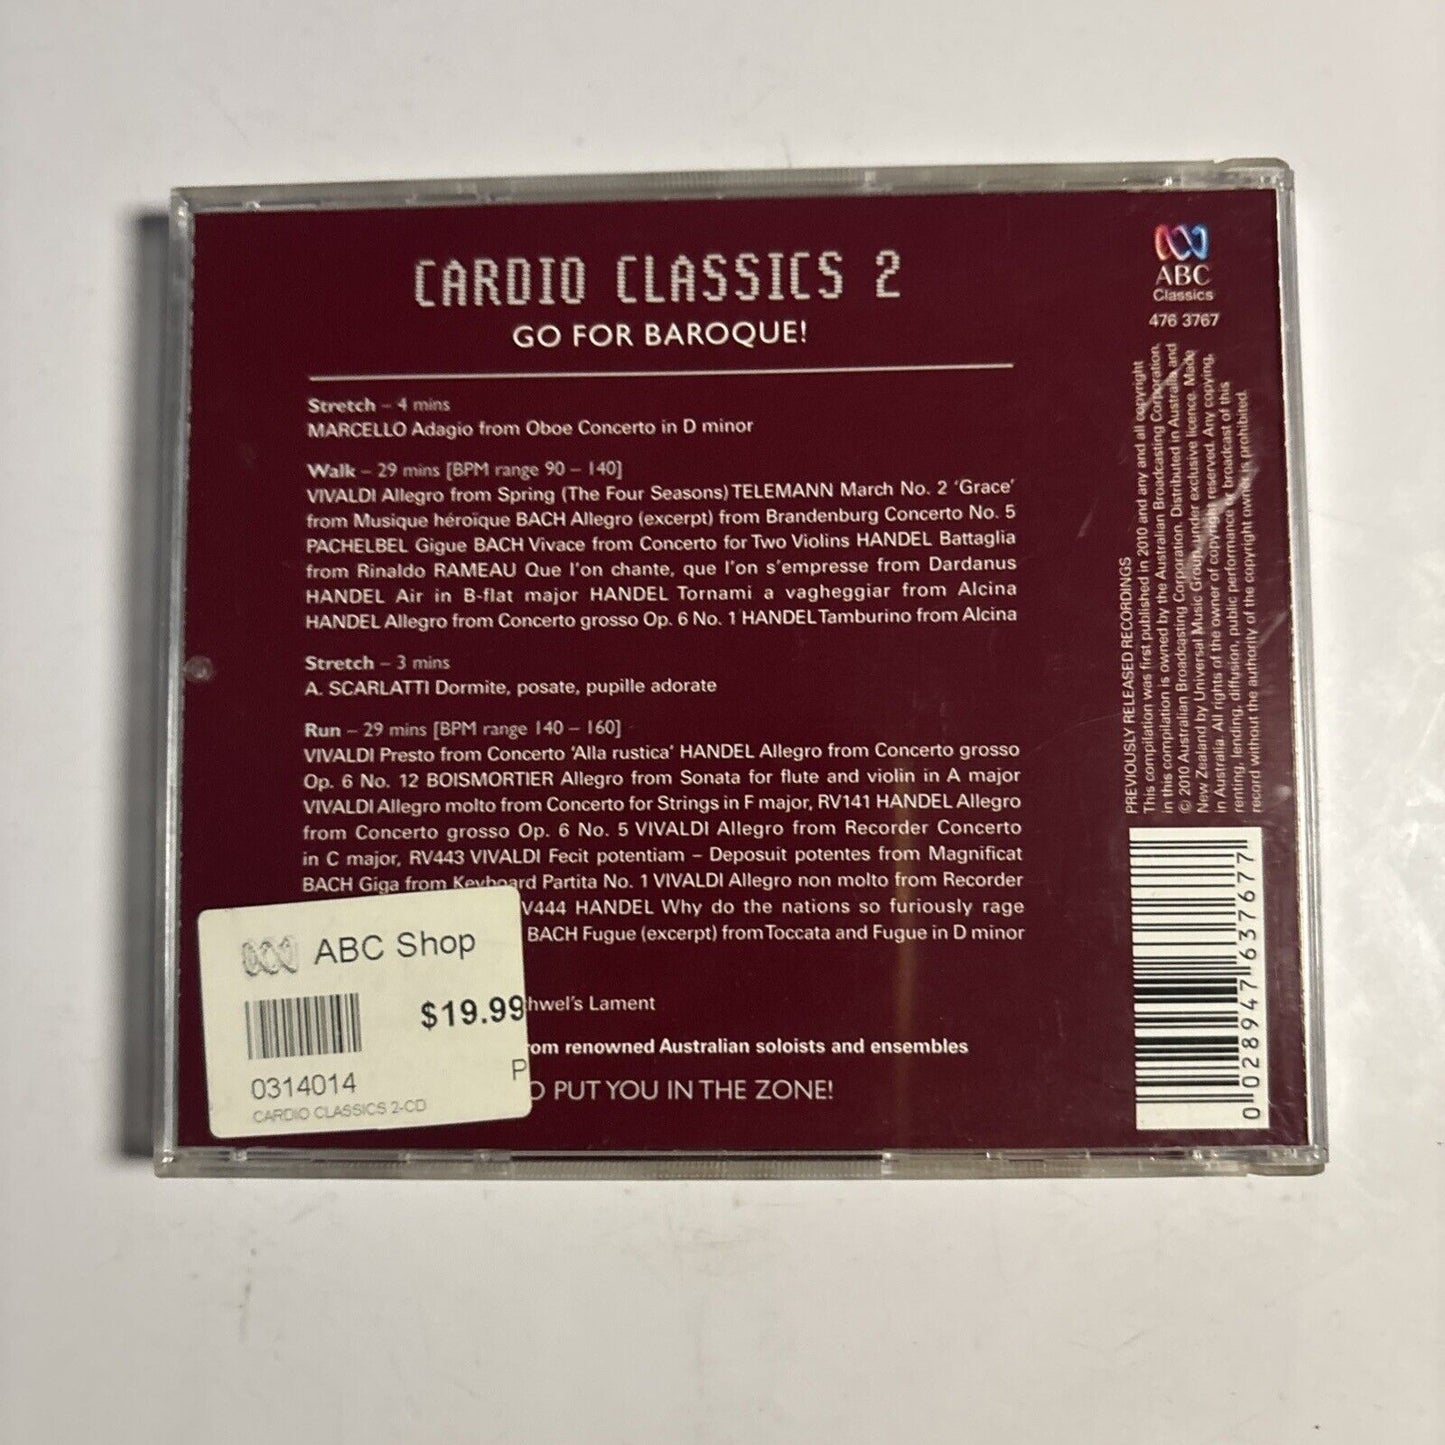 CARDIO CLASSICS 2
GO FOR BAROQUE!
Stretch – 4 mins
MARCELLO Adagio from Oboe Concerto in D minor
Walk – 29 mins [BPM range 90 – 140]
VIVALDI Allegro from Spring (The Four Seasons) TELEMANN March No. 2 ‘Grace’
from Musique héroïque BACH Allegro (excerpt) from Brandenburg Concerto No. 5
PACHELBEL Gigue BACH Vivace from Concerto for Two Violins HANDEL Battaglia
from Rinaldo RAMEAU Que l’on chante, que l’on s’empresse from Dardanus
HANDEL Air in B-flat major HANDEL Tornami a vagheggiar from Alcina
HANDEL Allegro from Concerto grosso Op. 6 No. 1 HANDEL Tamburino from Alcina
Stretch – 3 mins
A. SCARLATTI Dormite, posate, pupille adorate
Run – 29 mins [BPM range 140 – 160]
VIVALDI Presto from Concerto ‘Alla rustica’ HANDEL Allegro from Concerto grosso
Op. 6 No. 12 BOISMORTIER Allegro from Sonata for flute and violin in A major
VIVALDI Allegro molto from Concerto for Strings in F major, RV141 HANDEL Allegro
from Concerto grosso Op. 6 No. 5 VIVALDI Allegro from Recorder Concerto
in C major, RV443 VIVALDI Fecit potentiam – Deposuit potentes from Magnificat
BACH Giga from Keyboard Partita No. 1 VIVALDI Allegro non molto from Recorder
V444 HANDEL Why do the nations so furiously rage
BACH Fugue (excerpt) from Toccata and Fugue in D minor
hwel’s Lament
om renowned Australian soloists and ensembles
O PUT YOU IN THE ZONE!
ABC Shop
$19.99
P
0314014
CARDIO CLASSICS 2-CD
ABC
Classics
476 3767
PREVIOUSLY RELEASED RECORDINGS
This compilation was first published in 2010 and any and all copyright
in this compilation is owned by the Australian Broadcasting Corporation.
© 2010 Australian Broadcasting Corporation. Distributed in Australia and
New Zealand by Universal Music Group, under exclusive licence. Made
in Australia. All rights of the owner of copyright reserved. Any copying,
renting, lending, diffusion, public performance or broadcast of this
record without the authority of the copyright owner is prohibited.
0 028947 637677